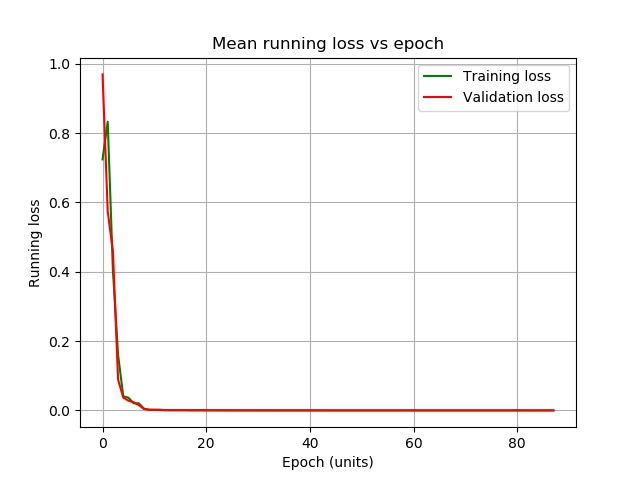 Mean running loss vs epoch
1.0
0.8
0.6
0.4
0.2
0.0
Running loss
Training loss
Validation loss
0 20 40 60 80
Epoch (units)